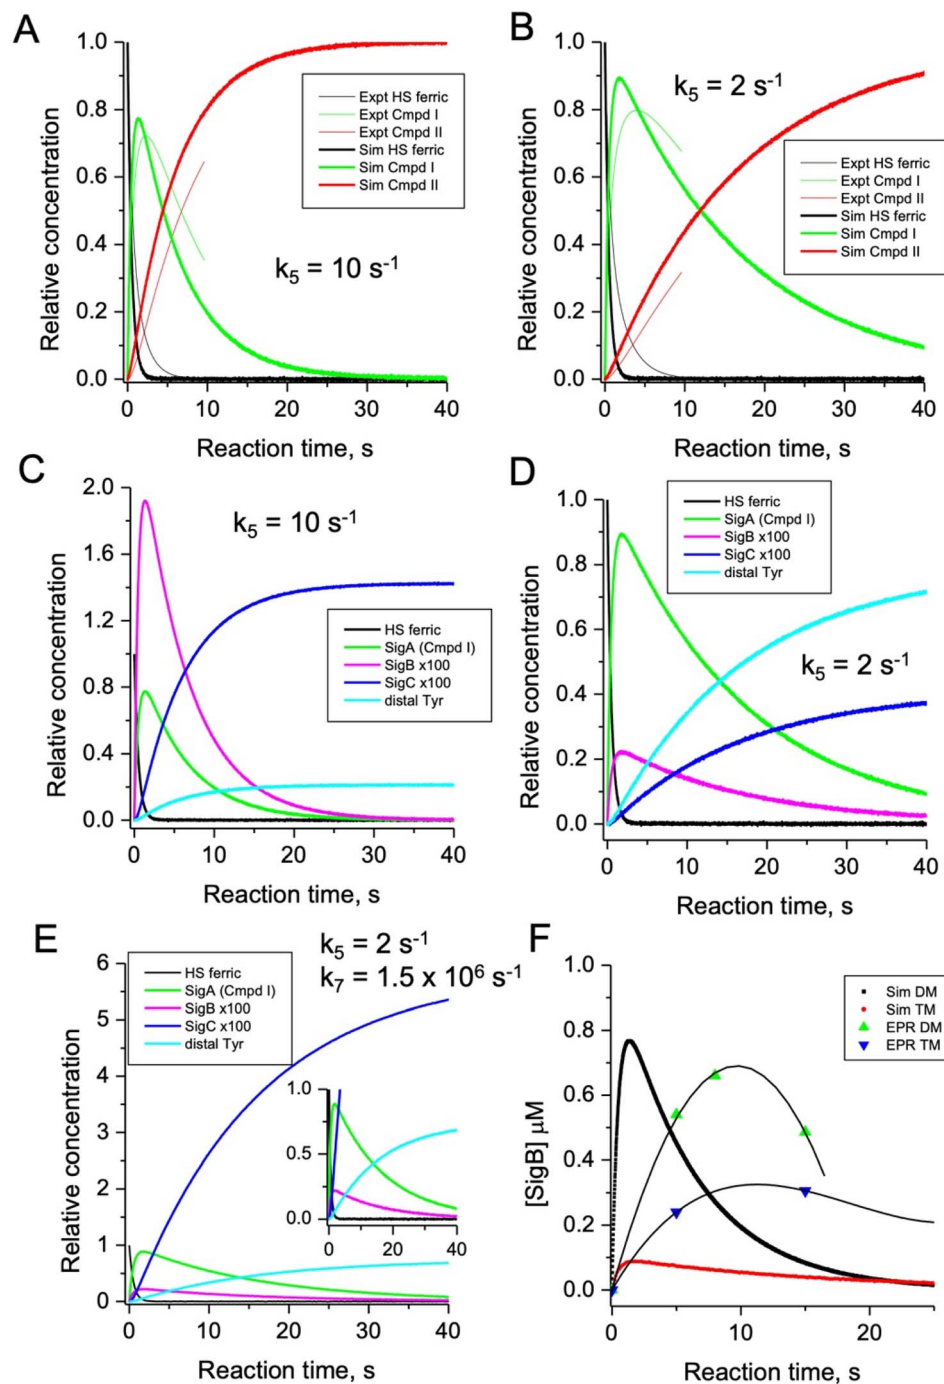 A
1.0
0.8
0.6
0.4
0.2
0.0
Relative concentration
Expt HS ferric
Expt Cmpd I
Expt Cmpd II
Sim HS ferric
Sim Cmpd I
Sim Cmpd II
k₅ = 10 s⁻¹
0 10 20 30 40
Reaction time, s
B
1.0
0.8
0.6
0.4
0.2
0.0
Relative concentration
k₅ = 2 s⁻¹
Expt HS ferric
Expt Cmpd I
Expt Cmpd II
Sim HS ferric
Sim Cmpd I
Sim Cmpd II
0 10 20 30 40
Reaction time, s
C
2.0
1.6
1.2
0.8
0.4
0.0
Relative concentration
k₅ = 10 s⁻¹
HS ferric
SigA (Cmpd I)
SigB x100
SigC x100
distal Tyr
0 10 20 30 40
Reaction time, s
D
1.0
0.8
0.6
0.4
0.2
0.0
Relative concentration
HS ferric
SigA (Cmpd I)
SigB x100
SigC x100
distal Tyr
k₅ = 2 s⁻¹
0 10 20 30 40
Reaction time, s
E
k₅ = 2 s⁻¹
k₇ = 1.5 x 10⁶ s⁻¹
6
5
4
3
2
1
0
Relative concentration
HS ferric
SigA (Cmpd I)
SigB x100
SigC x100
distal Tyr
1.0
0.5
0.0
0 20 40
0 10 20 30 40
Reaction time, s
F
1.0
0.8
0.6
0.4
0.2
0.0
[SigB] μM
Sim DM
Sim TM
EPR DM
EPR TM
0 10 20
Reaction time, s